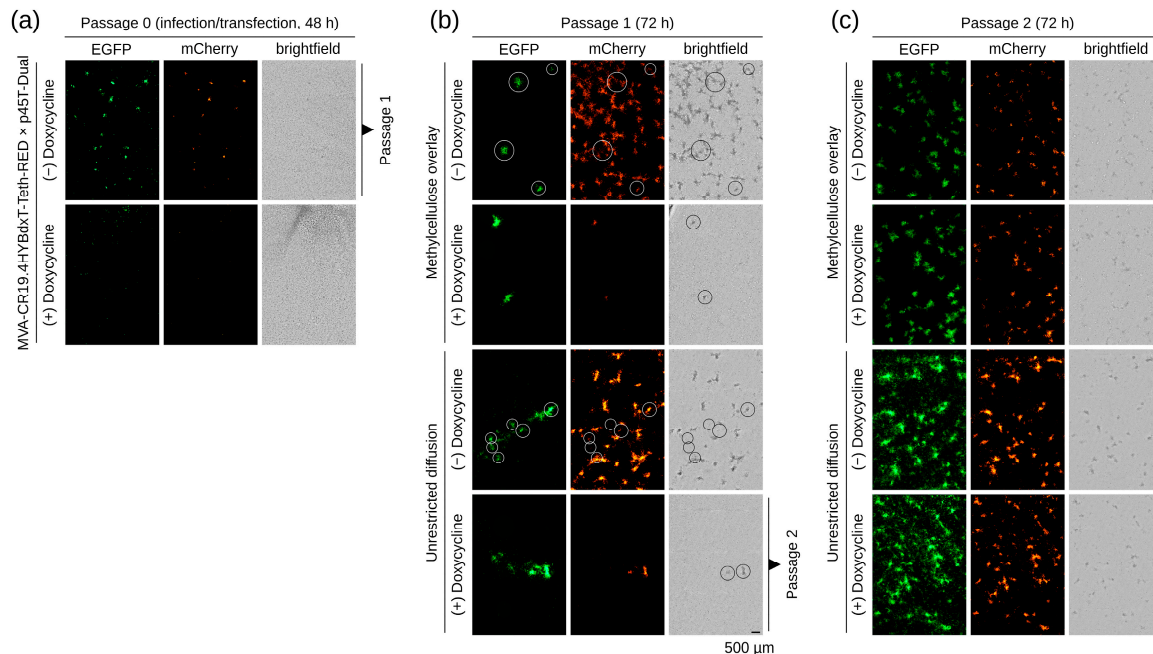 (a)
Passage 0 (infection/transfection, 48 h)
EGFP mCherry brightfield
MVA-CR19.4HYBdxT-Teth-RED × p45T-Dual
(−) Doxycycline
(+) Doxycycline
Passage 1
(b)
Passage 1 (72 h)
EGFP mCherry brightfield
Methylcellulose overlay
(−) Doxycycline
(+) Doxycycline
Unrestricted diffusion
(−) Doxycycline
(+) Doxycycline
Passage 2
500 µm
(c)
Passage 2 (72 h)
EGFP mCherry brightfield
Methylcellulose overlay
(−) Doxycycline
(+) Doxycycline
Unrestricted diffusion
(−) Doxycycline
(+) Doxycycline